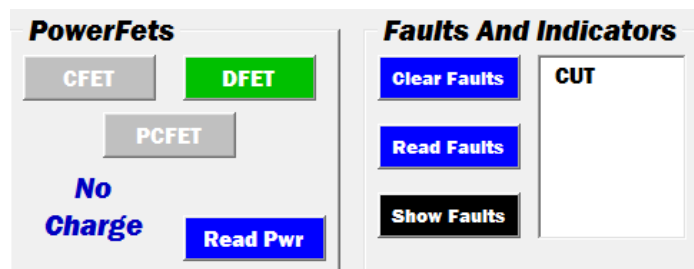 PowerFets
CFET
DFET
PCFET
No
Charge
Read Pwr
Faults And Indicators
Clear Faults
CUT
Read Faults
Show Faults